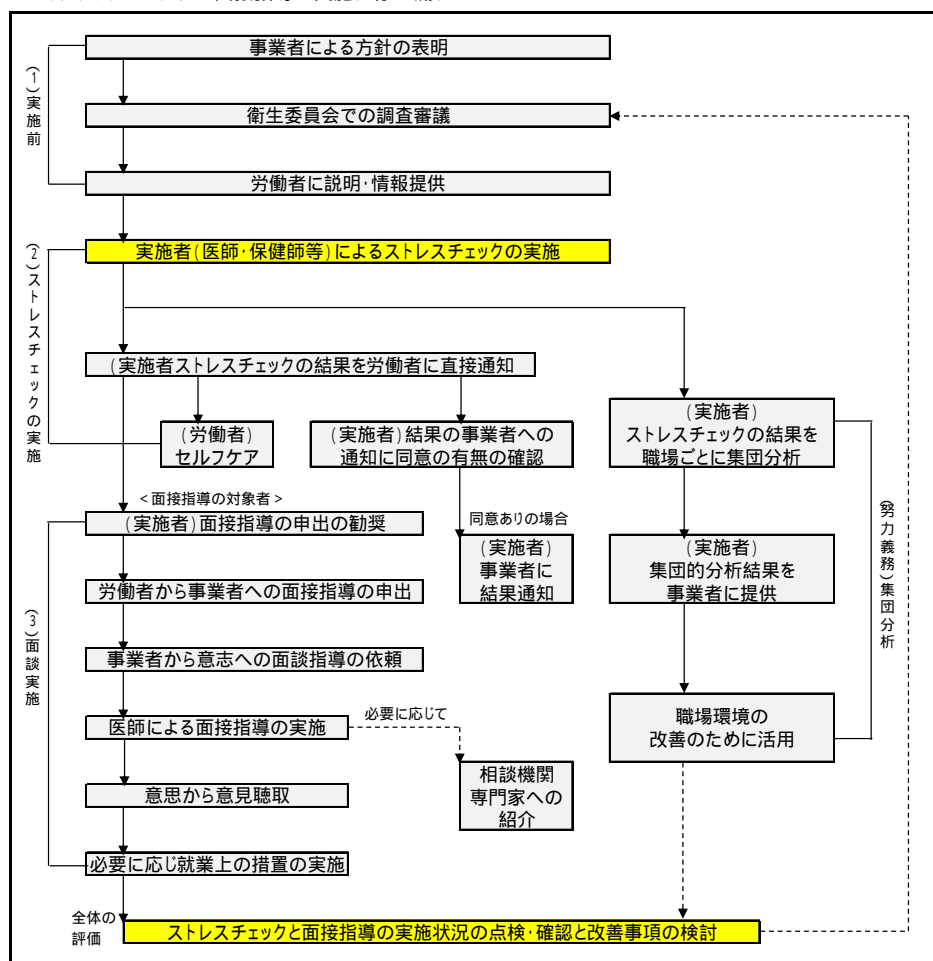 事業者による方針の表明
(1)実施前
衛生委員会での調査審議
労働者に説明・情報提供
実施者(医師・保健師等)によるストレスチェックの実施
(2)ストレスチェックの実施
(実施者ストレスチェックの結果を労働者に直接通知
(労働者)
セルフケア
(実施者)結果の事業者への
通知に同意の有無の確認
(実施者)
ストレスチェックの結果を
職場ごとに集団分析
<面接指導の対象者>
(実施者)面接指導の申出の勧奨
同意ありの場合
(実施者)
事業者に
結果通知
(実施者)
集団的分析結果を
事業者に提供
(努力義務)集団分析
労働者から事業者への面接指導の申出
(3)面談実施
事業者から意志への面談指導の依頼
医師による面接指導の実施
必要に応じて
職場環境の
改善のために活用
相談機関
専門家への
紹介
意思から意見聴取
必要に応じ就業上の措置の実施
全体の
評価
ストレスチェックと面接指導の実施状況の点検・確認と改善事項の検討